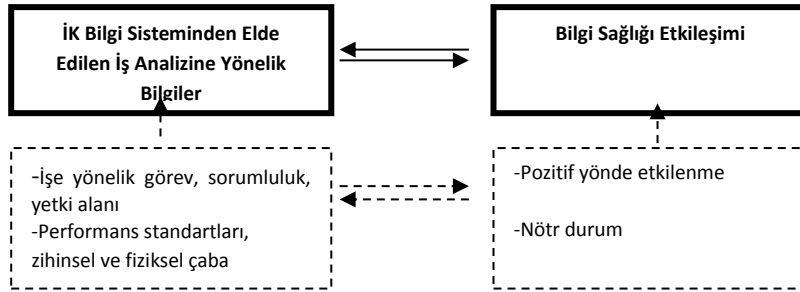 İK Bilgi Sisteminden Elde
Edilen İş Analizine Yönelik
Bilgiler
Bilgi Sağlığı Etkileşimi
-İşe yönelik görev, sorumluluk,
yetki alanı
-Performans standartları,
zihinsel ve fiziksel çaba
-Pozitif yönde etkilenme
-Nötr durum